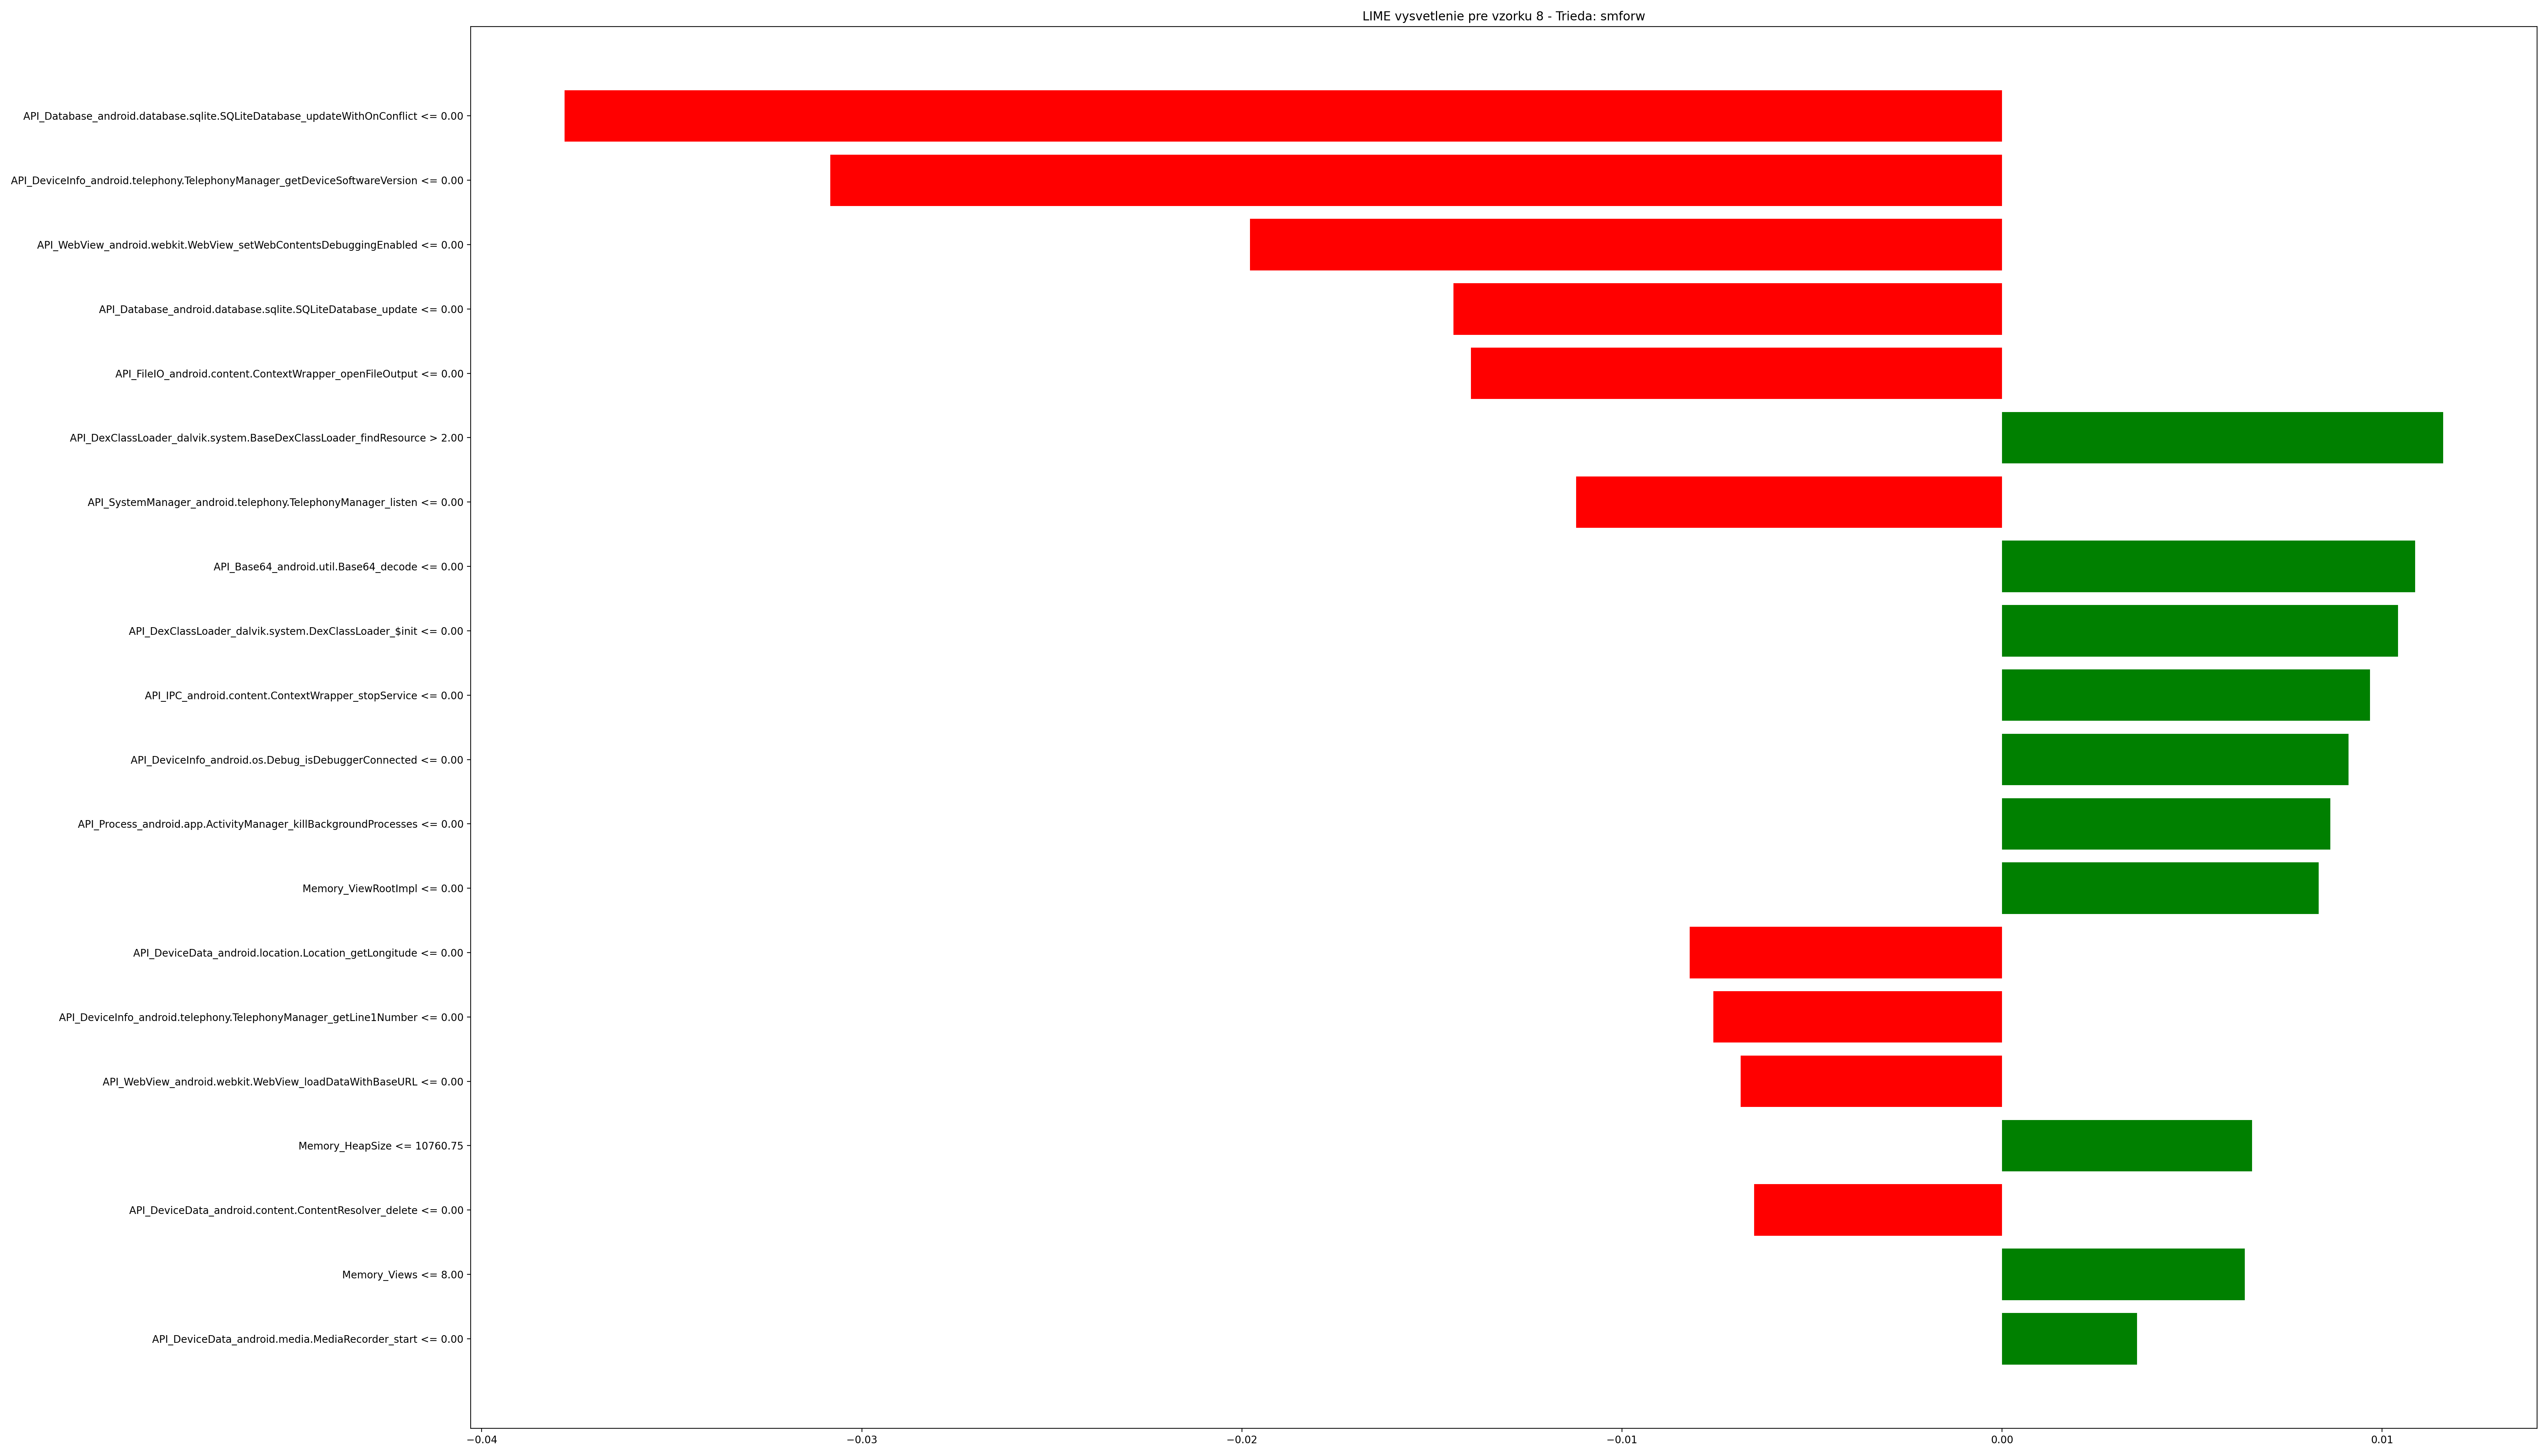 LIME vysvetlenie pre vzorku 8 - Trieda: smforw
API_Database_android.database.sqlite.SQLiteDatabase_updateWithOnConflict <= 0.00
API_DeviceInfo_android.telephony.TelephonyManager_getDeviceSoftwareVersion <= 0.00
API_WebView_android.webkit.WebView_setWebContentsDebuggingEnabled <= 0.00
API_Database_android.database.sqlite.SQLiteDatabase_update <= 0.00
API_FileIO_android.content.ContextWrapper_openFileOutput <= 0.00
API_DexClassLoader_dalvik.system.BaseDexClassLoader_findResource > 2.00
API_SystemManager_android.telephony.TelephonyManager_listen <= 0.00
API_Base64_android.util.Base64_decode <= 0.00
API_DexClassLoader_dalvik.system.DexClassLoader_$init <= 0.00
API_IPC_android.content.ContextWrapper_stopService <= 0.00
API_DeviceInfo_android.os.Debug_isDebuggerConnected <= 0.00
API_Process_android.app.ActivityManager_killBackgroundProcesses <= 0.00
Memory_ViewRootImpl <= 0.00
API_DeviceData_android.location.Location_getLongitude <= 0.00
API_DeviceInfo_android.telephony.TelephonyManager_getLine1Number <= 0.00
API_WebView_android.webkit.WebView_loadDataWithBaseURL <= 0.00
Memory_HeapSize <= 10760.75
API_DeviceData_android.content.ContentResolver_delete <= 0.00
Memory_Views <= 8.00
API_DeviceData_android.media.MediaRecorder_start <= 0.00
−0.04 −0.03 −0.02 −0.01 0.00 0.01